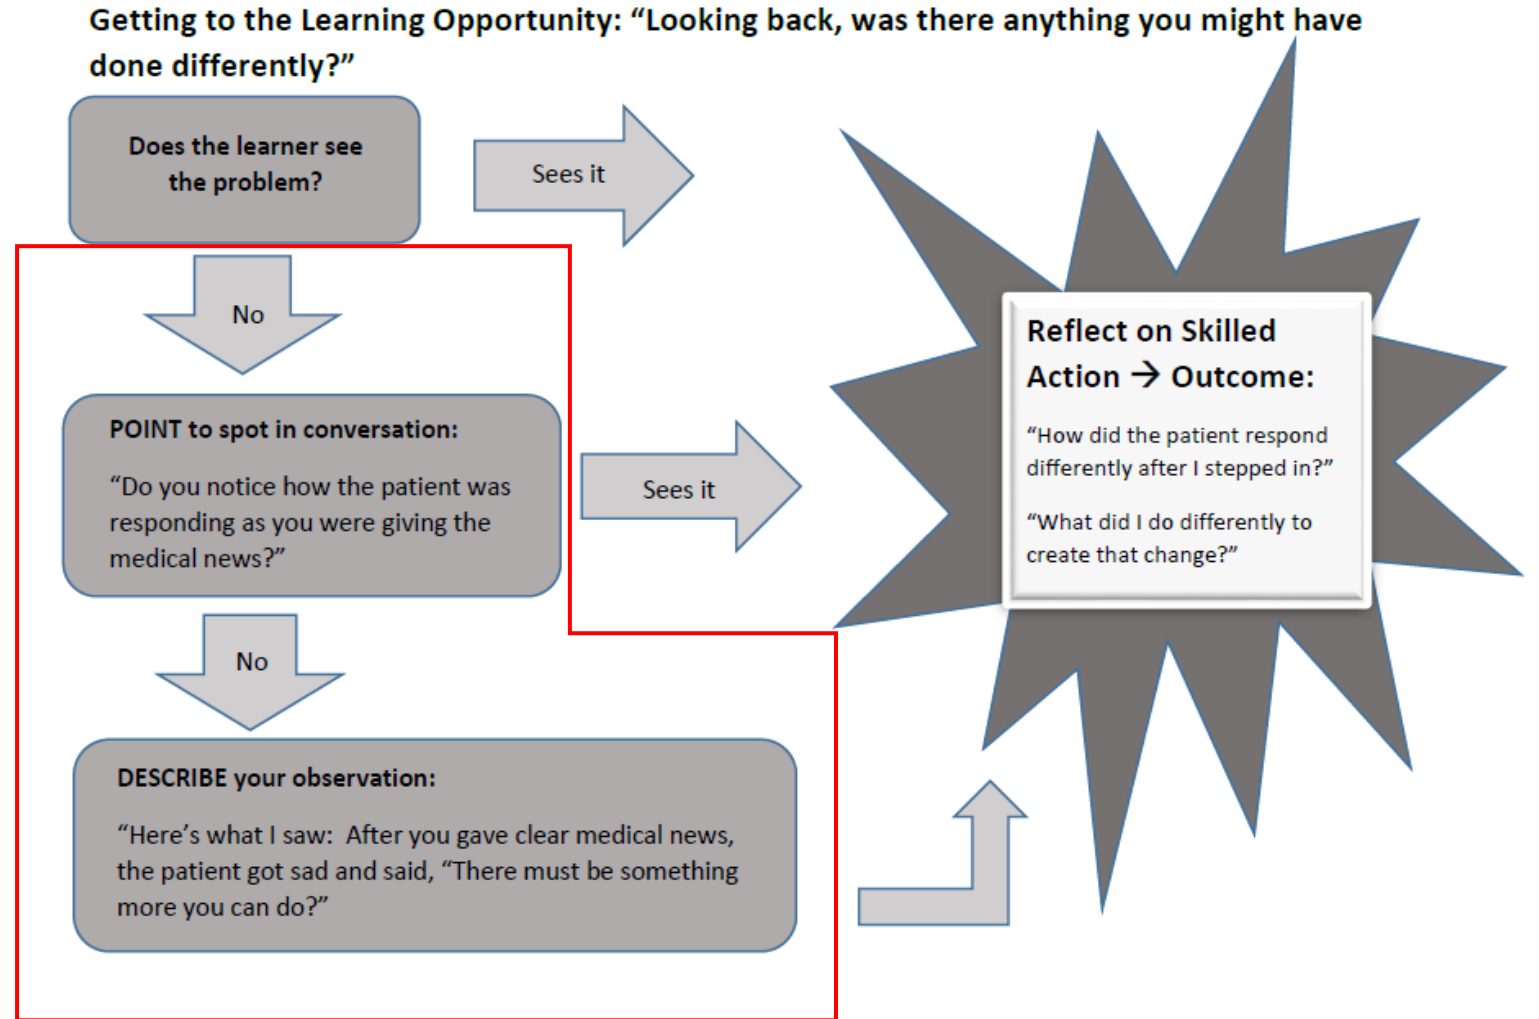 Getting to the Learning Opportunity: “Looking back, was there anything you might have
done differently?”
Does the learner see
the problem?
Sees it
No
POINT to spot in conversation:
“Do you notice how the patient was
responding as you were giving the
medical news?”
Sees it
No
DESCRIBE your observation:
“Here’s what I saw:  After you gave clear medical news,
the patient got sad and said, “There must be something
more you can do?”
Reflect on Skilled
Action → Outcome:
“How did the patient respond
differently after I stepped in?”
“What did I do differently to
create that change?”